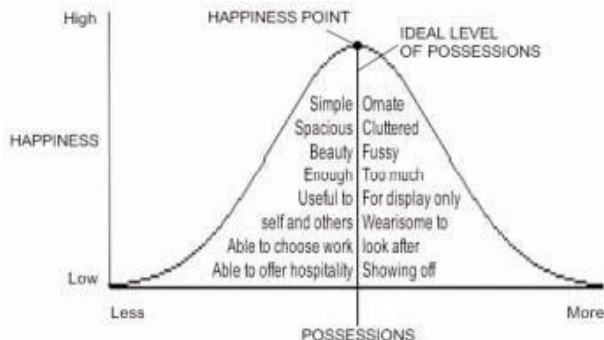 High
HAPPINESS POINT
IDEAL LEVEL
OF POSSESSIONS
HAPPINESS
Simple Ornate
Spacious Cluttered
Beauty Fussy
Enough Too much
Useful to For display only
self and others Wearisome to
Able to choose work look after
Able to offer hospitality Showing off
Low
Less
More
POSSESSIONS